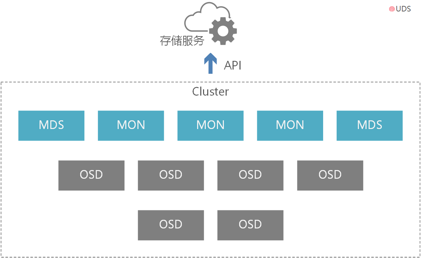 UDS
存储服务
API
Cluster
MDS MON MON MON MDS
OSD OSD OSD OSD
OSD OSD